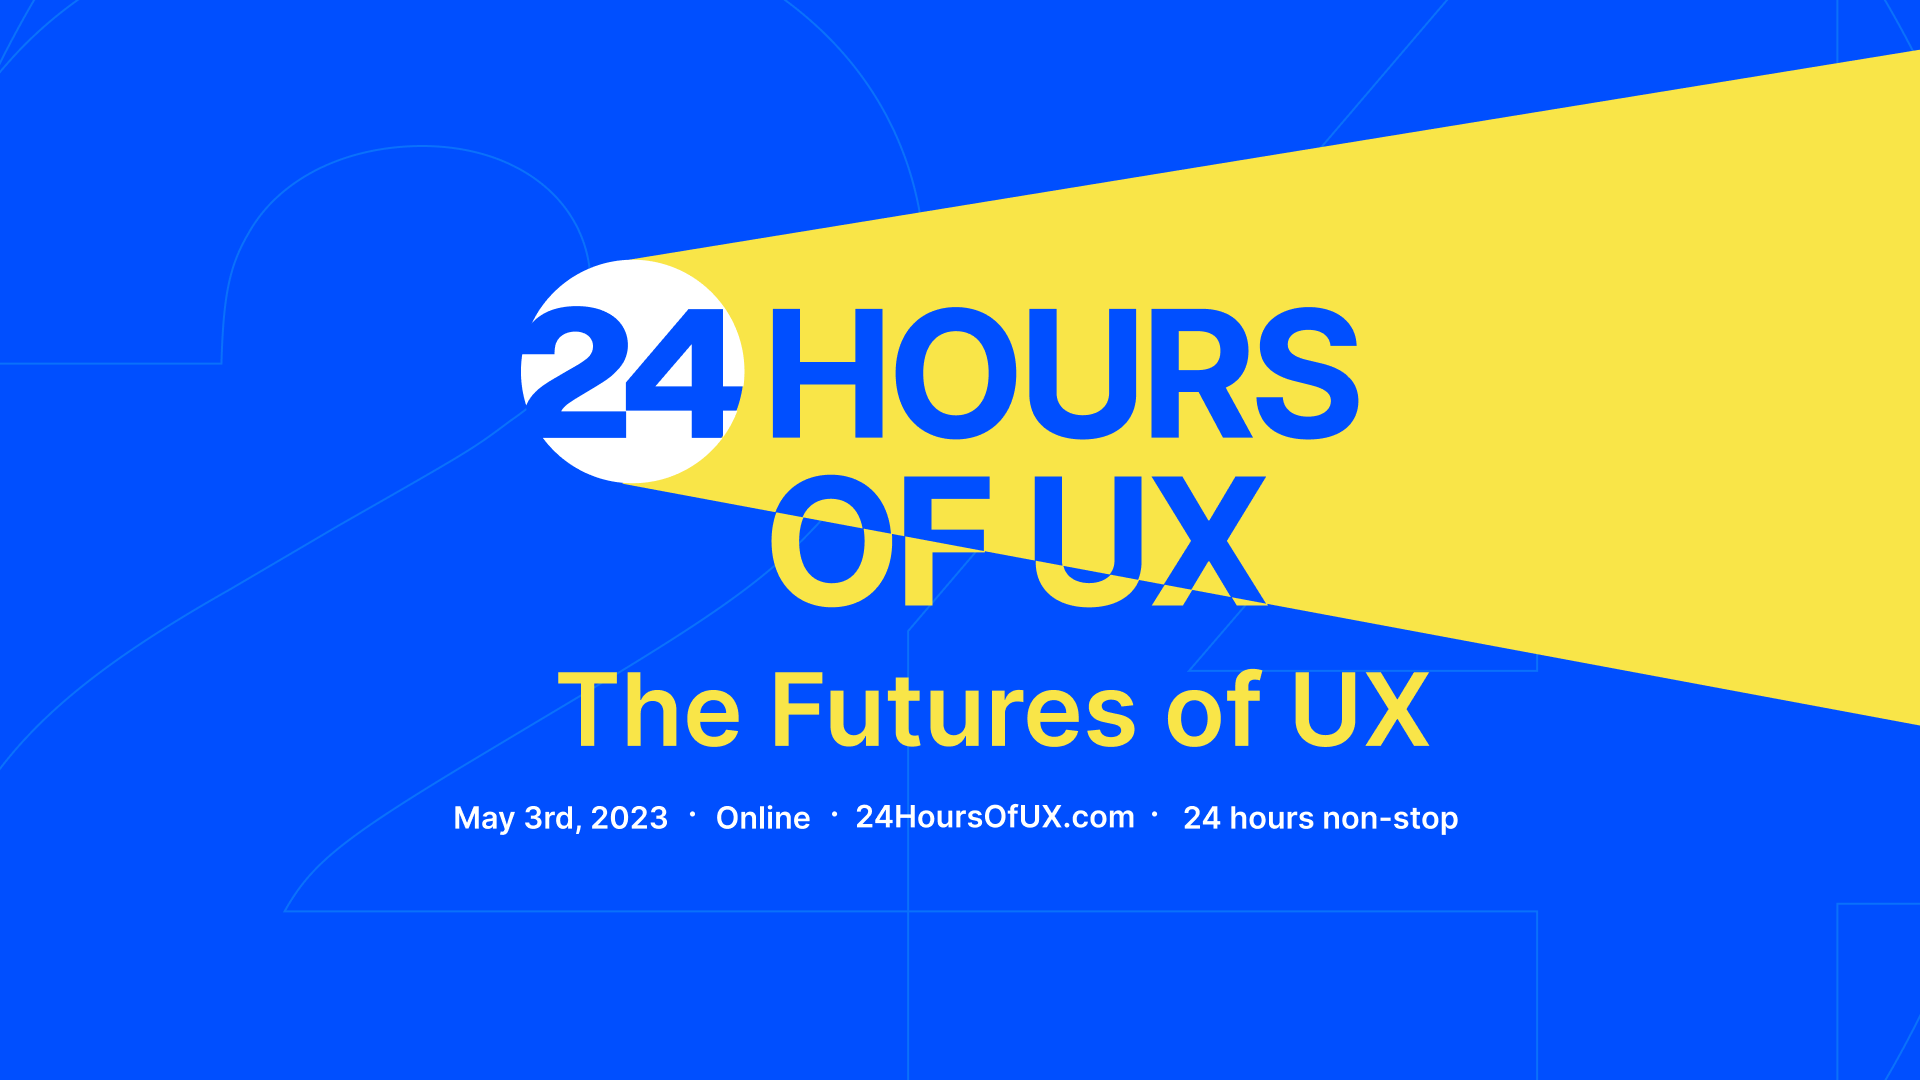 24 HOURS
OF UX
The Futures of UX
May 3rd, 2023 · Online · 24HoursOfUX.com · 24 hours non-stop